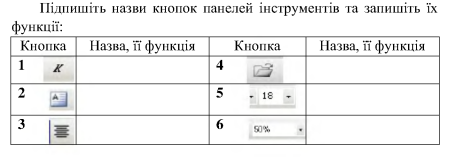 Підпишіть назви кнопок панелей інструментів та запишіть їх
функції:
Кнопка Назва, її функція Кнопка Назва, її функція
1 К 4
2 A 5 18
3 6 50%